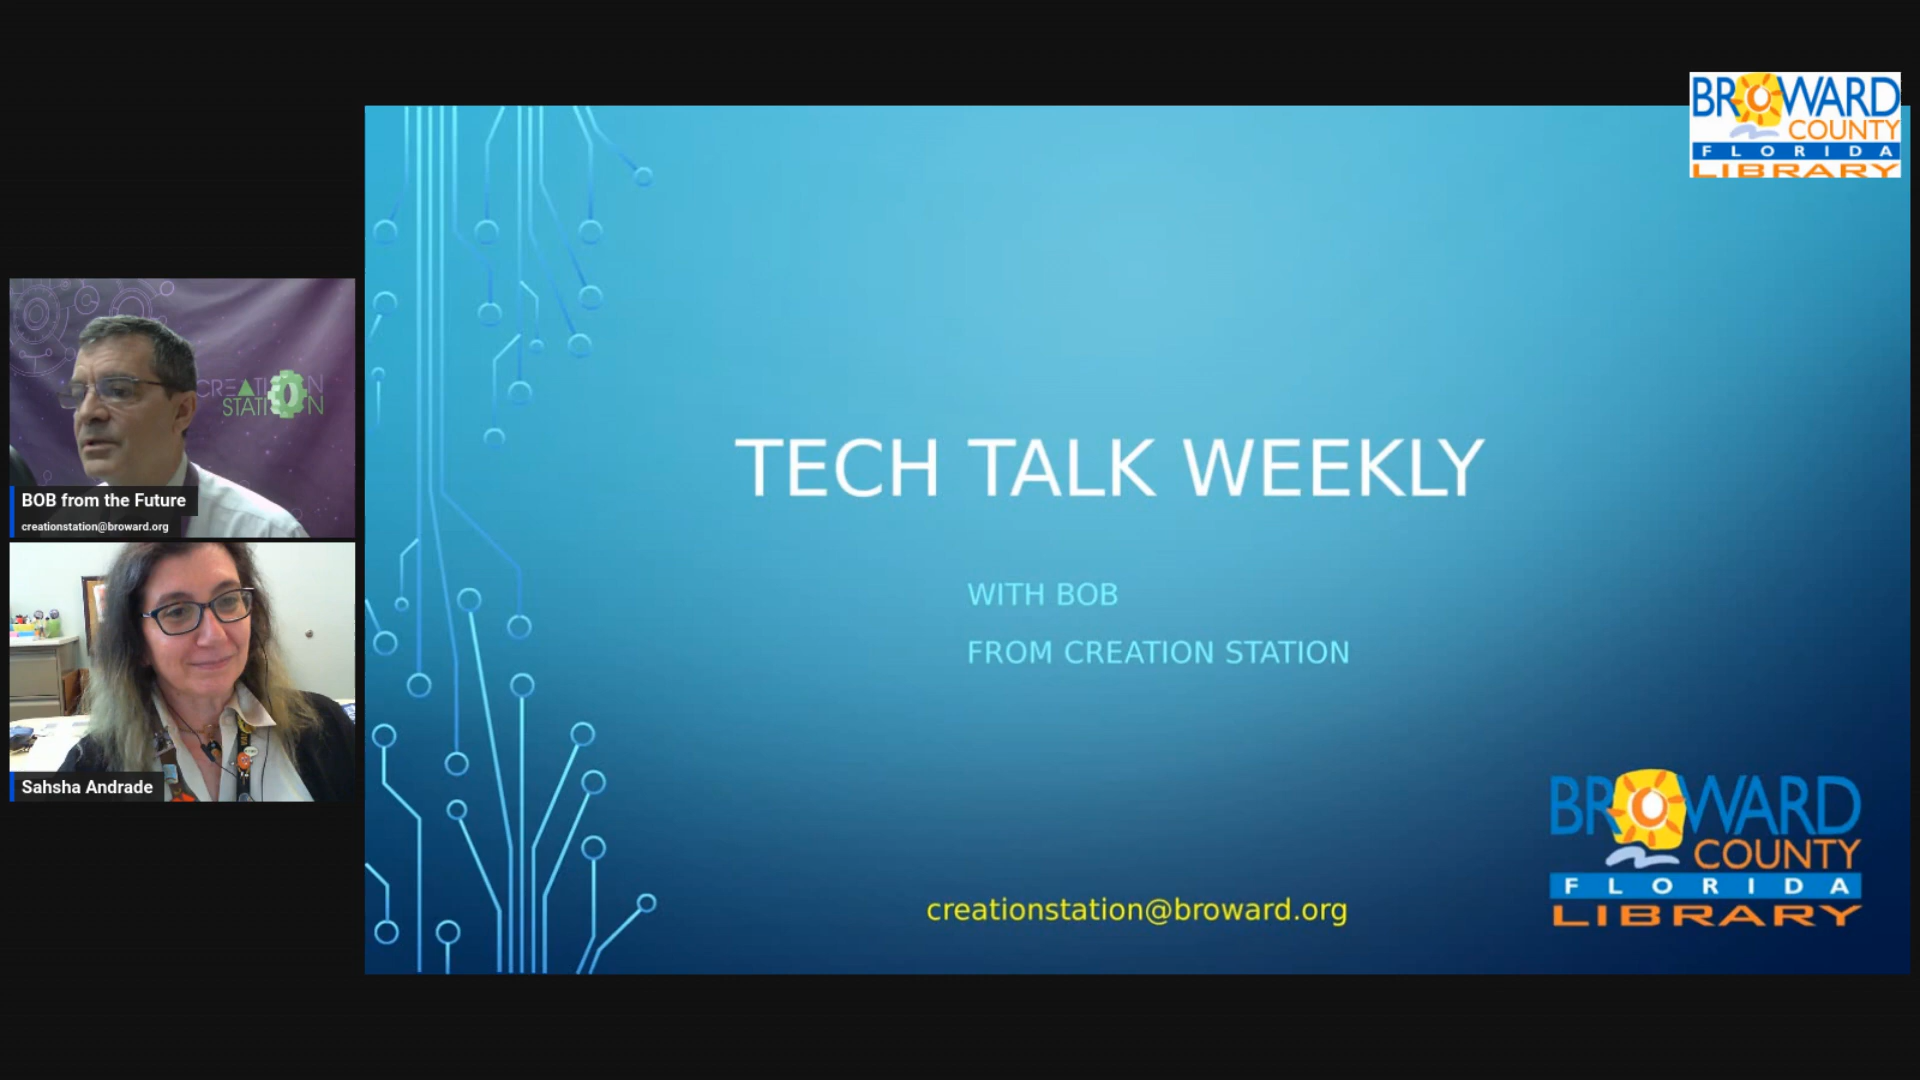 BROWARD
COUNTY
FLORIDA
LIBRARY
CREATION
STATION
BOB from the Future
creationstation@broward.org
Sahsha Andrade
TECH TALK WEEKLY
WITH BOB
FROM CREATION STATION
creationstation@broward.org
BROWARD
COUNTY
FLORIDA
LIBRARY